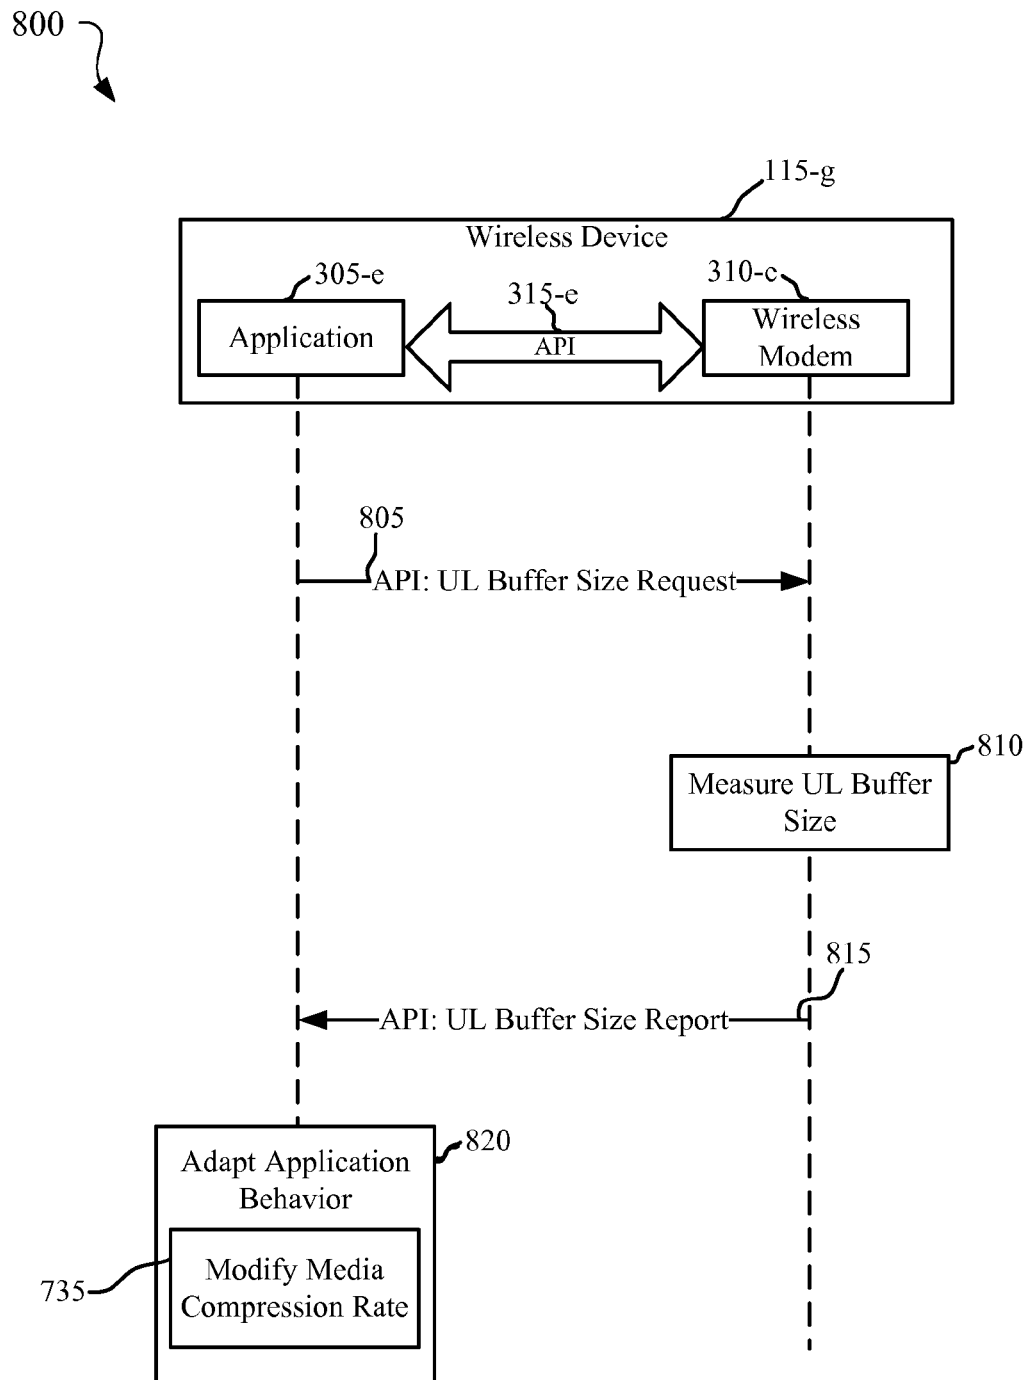 800
115-g
Wireless Device
305-e
315-e
310-c
Application
API
Wireless
Modem
805
API: UL Buffer Size Request
810
Measure UL Buffer
Size
815
API: UL Buffer Size Report
820
Adapt Application
Behavior
735
Modify Media
Compression Rate